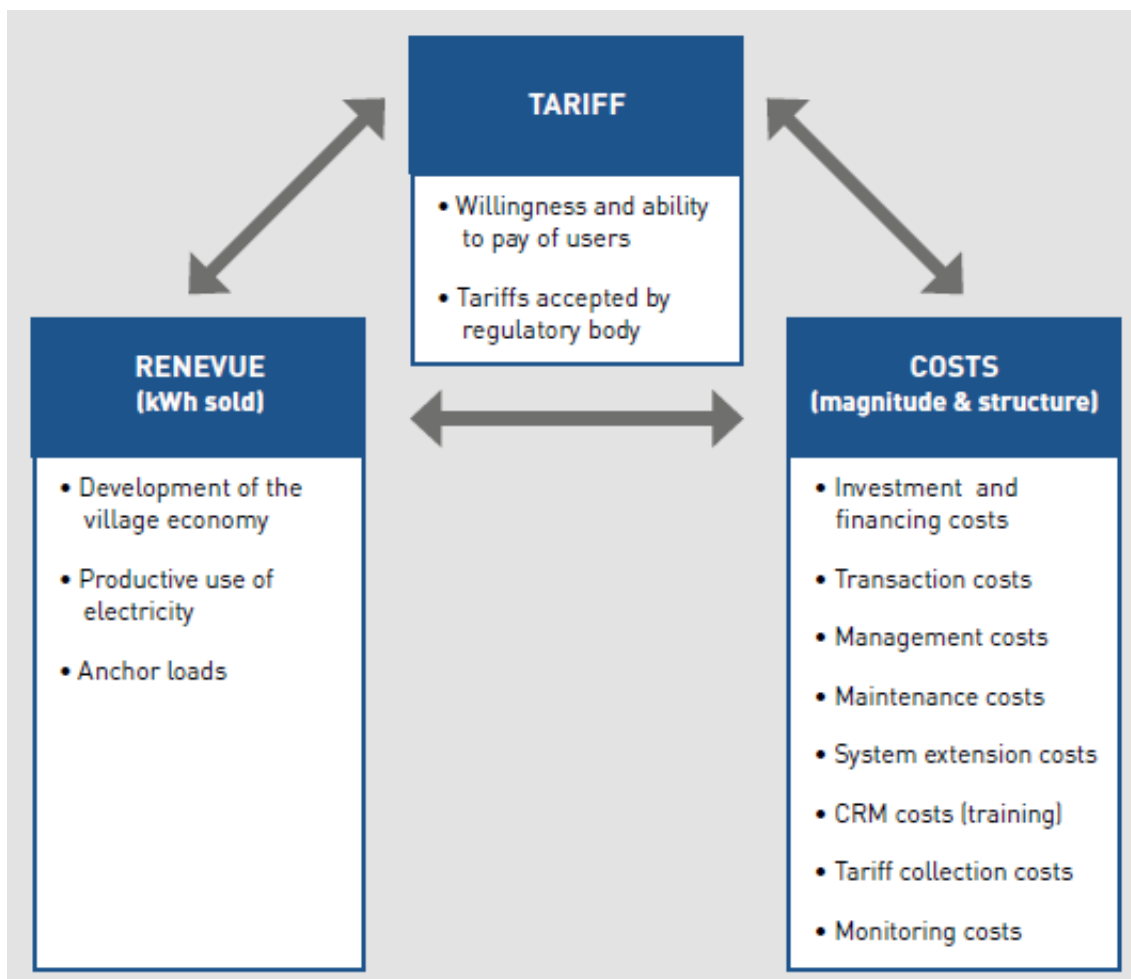 TARIFF
• Willingness and ability
to pay of users
• Tariffs accepted by
regulatory body
RENEVUE
(kWh sold)
• Development of the
village economy
• Productive use of
electricity
• Anchor loads
COSTS
(magnitude & structure)
• Investment and
financing costs
• Transaction costs
• Management costs
• Maintenance costs
• System extension costs
• CRM costs (training)
• Tariff collection costs
• Monitoring costs